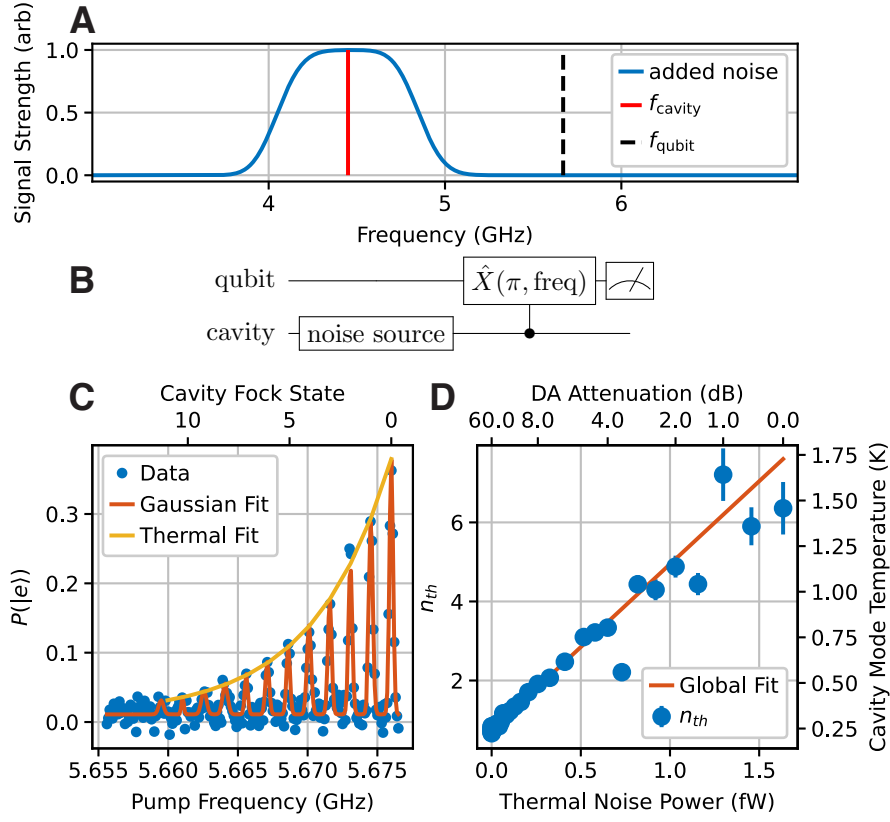 A
Signal Strength (arb)
1.0
0.5
0.0
added noise
f_cavity
f_qubit
4 5 6
Frequency (GHz)
B
qubit
X̂(π, freq)
cavity
noise source
C
Cavity Fock State
10 5 0
Data
Gaussian Fit
Thermal Fit
P(|e⟩)
0.3
0.2
0.1
0.0
5.655 5.660 5.665 5.670 5.675
Pump Frequency (GHz)
D
DA Attenuation (dB)
60.0 8.0 4.0 2.0 1.0 0.0
n_th
6
4
2
Global Fit
n_th
1.75
1.50
1.25
1.00
0.75
0.50
0.25
Cavity Mode Temperature (K)
0.0 0.5 1.0 1.5
Thermal Noise Power (fW)